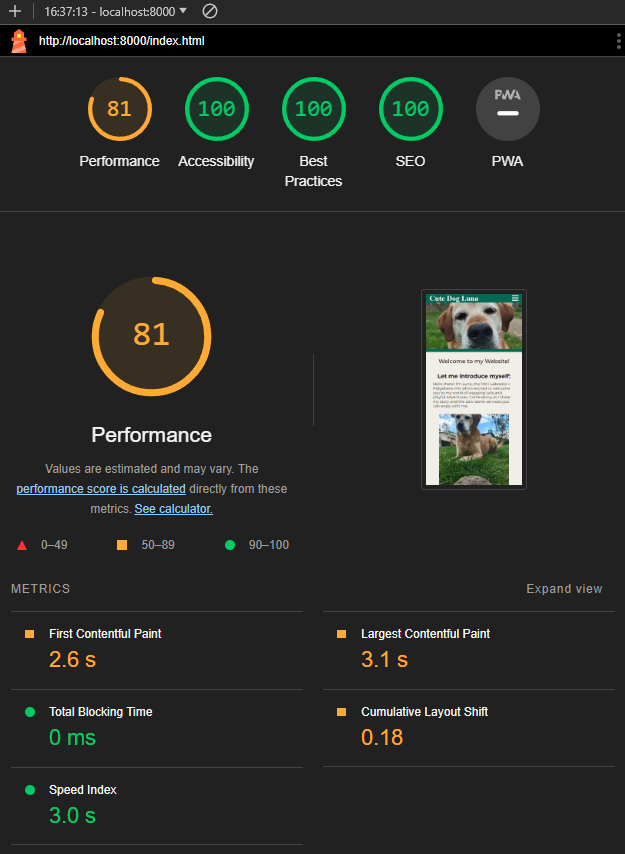 16:37:13 - localhost:8000
http://localhost:8000/index.html
81
100
100
100
PWA
Performance
Accessibility
Best
Practices
SEO
PWA
81
Performance
Values are estimated and may vary. The
performance score is calculated directly from these
metrics. See calculator.
0–49
50–89
90–100
Cute Dog Luna
Welcome to my Website!
Let me introduce myself:
METRICS
Expand view
First Contentful Paint
2.6 s
Largest Contentful Paint
3.1 s
Total Blocking Time
0 ms
Cumulative Layout Shift
0.18
Speed Index
3.0 s